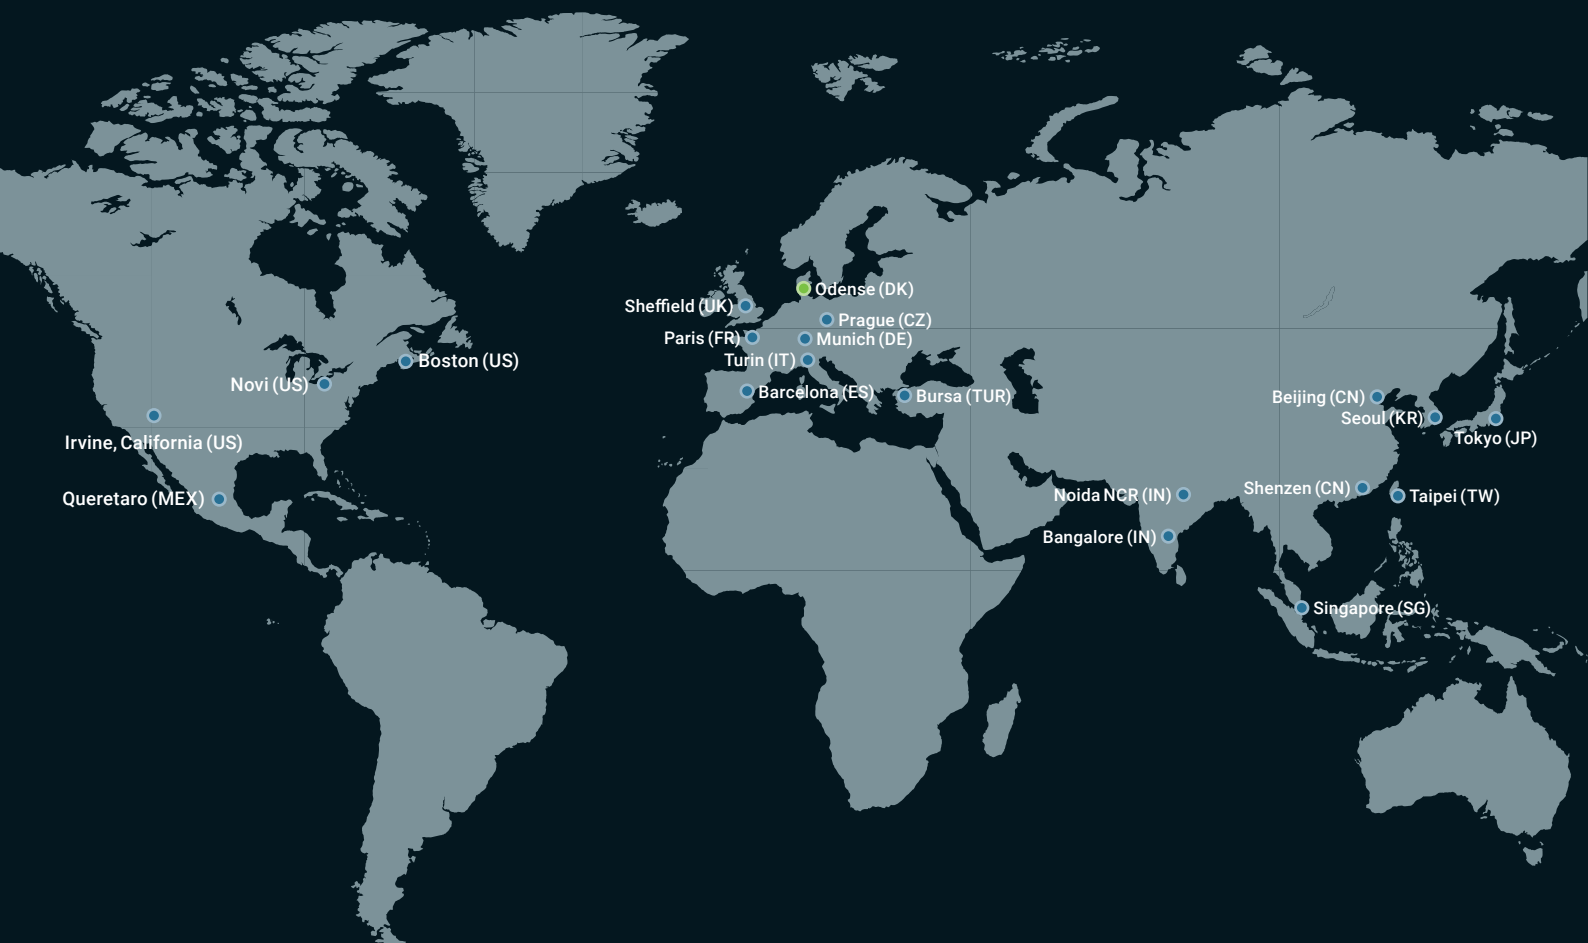 Odense (DK)
Sheffield (UK)
Prague (CZ)
Paris (FR)
Munich (DE)
Turin (IT)
Boston (US)
Novi (US)
Barcelona (ES)
Bursa (TUR)
Beijing (CN)
Seoul (KR)
Tokyo (JP)
Irvine, California (US)
Shenzen (CN)
Noida NCR (IN)
Taipei (TW)
Queretaro (MEX)
Bangalore (IN)
Singapore (SG)